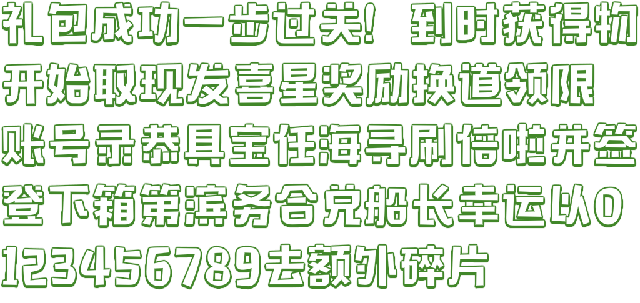 礼包成功一步过关！到时获得物
开始取现发喜星奖励换道领限
账号录恭具宝任海寻刷倍啦并签
登下箱第滨务合兑船长幸运以0
123456789去额外碎片